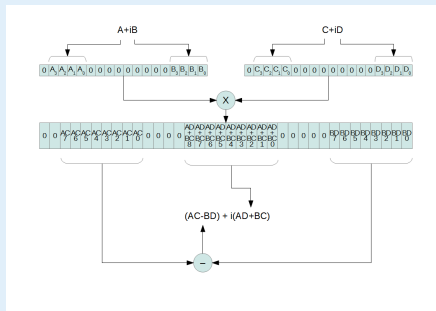 A+iB C+iD
0 A3 A2 A1 A0 0 0 0 0 0 0 0 0 0 B3 B2 B1 B0 0 C3 C2 C1 C0 0 0 0 0 0 0 0 0 0 D3 D2 D1 D0
X
0 0 AC7 AC6 AC5 AC4 AC3 AC2 AC1 AC0 0 0 0 0 AD+BC8 AD+BC7 AD+BC6 AD+BC5 AD+BC4 AD+BC3 AD+BC2 AD+BC1 AD+BC0 0 0 0 0 0 BD7 BD6 BD5 BD4 BD3 BD2 BD1 BD0
(AC-BD) + i(AD+BC)
−